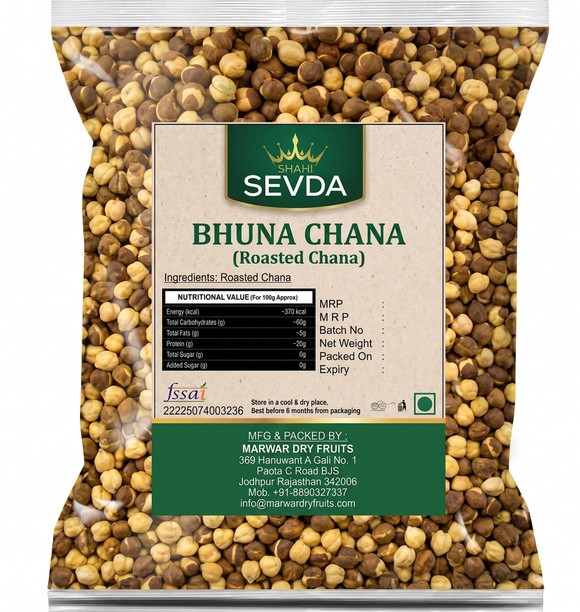 SHAHI
SEVDA
BHUNA CHANA
(Roasted Chana)
Ingredients: Roasted Chana
NUTRITIONAL VALUE (For 100g Approx)
Energy (kcal) ~370 kcal
Total Carbohydrates (g) ~60g
Total Fats (g) ~5g
Protein (g) ~20g
Total Sugar (g) 0g
Added Sugar (g) 0g
MRP :
M R P :
Batch No :
Net Weight :
Packed On :
Expiry :
fssai
22225074003236
Store in a cool & dry place,
Best before 6 months from packaging
MFG & PACKED BY :
MARWAR DRY FRUITS
369 Hanuwant A Gali No. 1
Paota C Road BJS
Jodhpur Rajasthan 342006
Mob. +91-8890327337
info@marwardryfruits.com